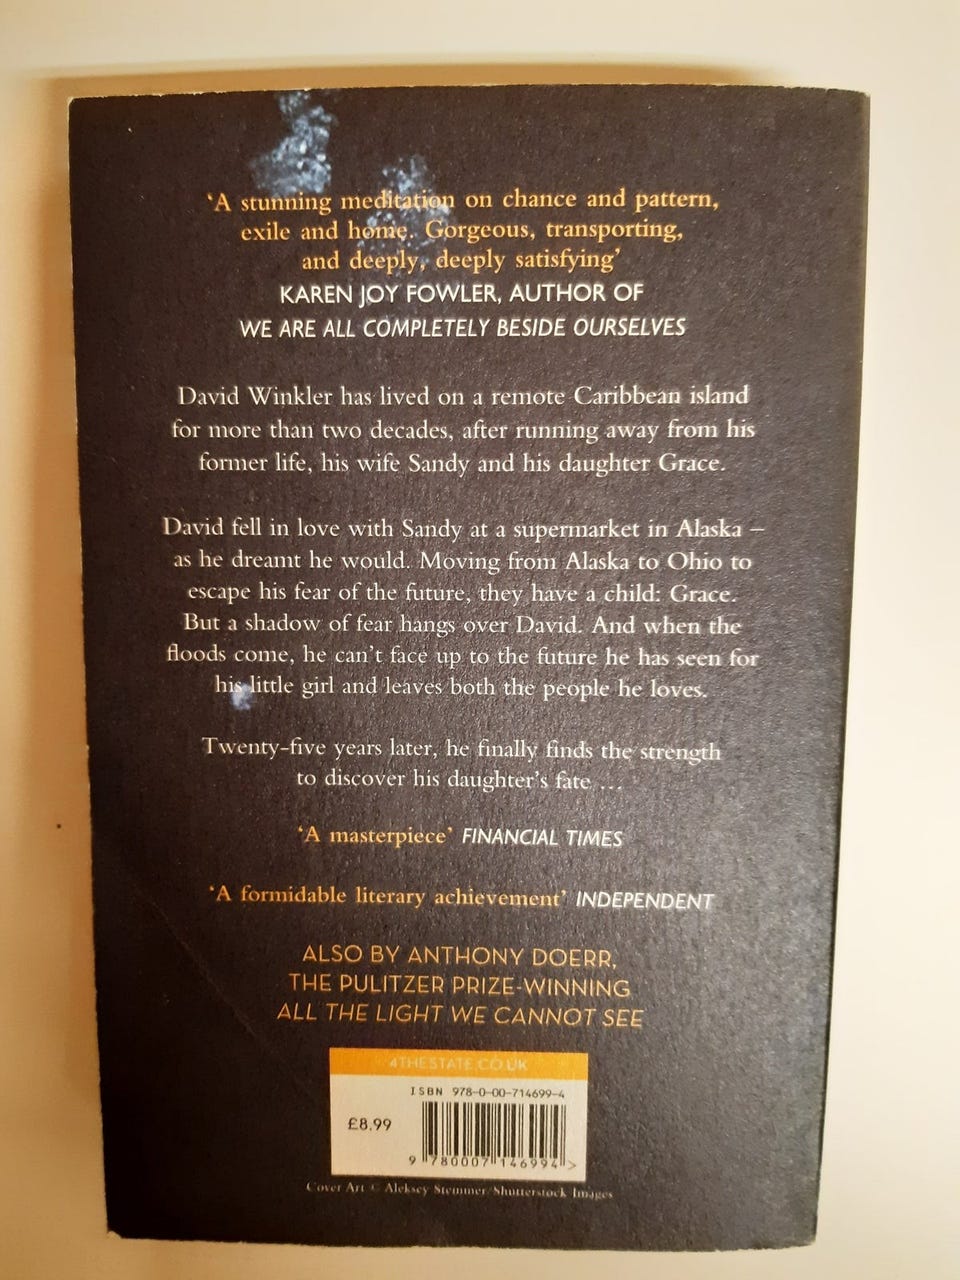 ‘A stunning meditation on chance and pattern,
exile and home. Gorgeous, transporting,
and deeply, deeply satisfying’
KAREN JOY FOWLER, AUTHOR OF
WE ARE ALL COMPLETELY BESIDE OURSELVES
David Winkler has lived on a remote Caribbean island
for more than two decades, after running away from his
former life, his wife Sandy and his daughter Grace.
David fell in love with Sandy at a supermarket in Alaska –
as he dreamt he would. Moving from Alaska to Ohio to
escape his fear of the future, they have a child: Grace.
But a shadow of fear hangs over David. And when the
floods come, he can’t face up to the future he has seen for
his little girl and leaves both the people he loves.
Twenty-five years later, he finally finds the strength
to discover his daughter’s fate …
‘A masterpiece’ FINANCIAL TIMES
‘A formidable literary achievement’ INDEPENDENT
ALSO BY ANTHONY DOERR,
THE PULITZER PRIZE-WINNING
ALL THE LIGHT WE CANNOT SEE
4THESTATE.CO.UK
ISBN 978-0-00-714699-4
£8.99
9 780007 146994 >
Cover Art © Aleksey Stemmer/Shutterstock Images